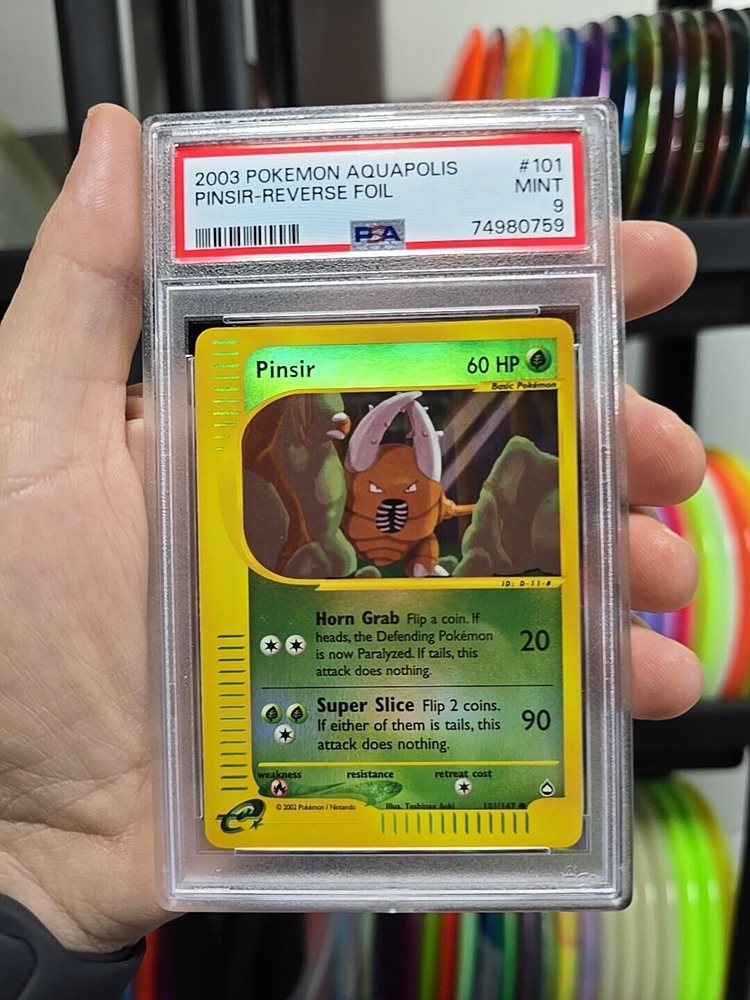 2003 POKEMON AQUAPOLIS #101
PINSIR-REVERSE FOIL MINT
9
PSA 74980759
Pinsir 60 HP
Basic Pokémon
ID: D-11-#
Horn Grab Flip a coin. If
heads, the Defending Pokémon
is now Paralyzed. If tails, this
attack does nothing.
20
Super Slice Flip 2 coins.
If either of them is tails, this
attack does nothing.
90
weakness resistance retreat cost
© 2002 Pokémon / Nintendo Illus. Toshinao Aoki 101/147
e